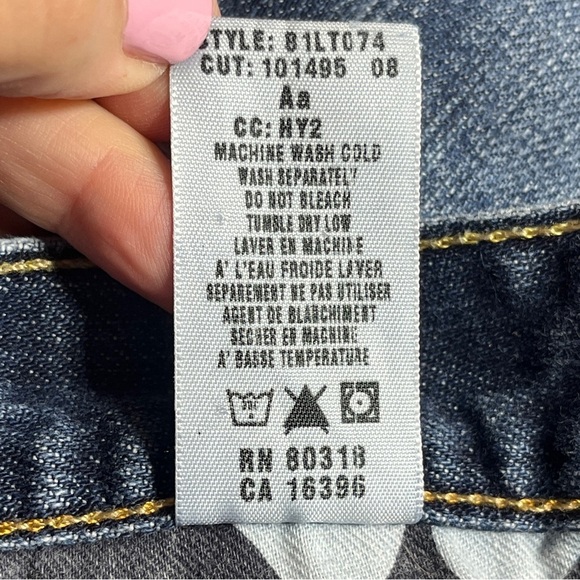 STYLE: 81LT074
CUT: 101495 08
Aa
CC: HY2
MACHINE WASH COLD
WASH SEPARATELY
DO NOT BLEACH
TUMBLE DRY LOW
LAVER EN MACHINE
A' L'EAU FROIDE LAVER
SEPAREMENT NE PAS UTILISER
AGENT DE BLANCHIMENT
SECHER EN MACHINE
A' BASSE TEMPERATURE
RN 80318
CA 16396